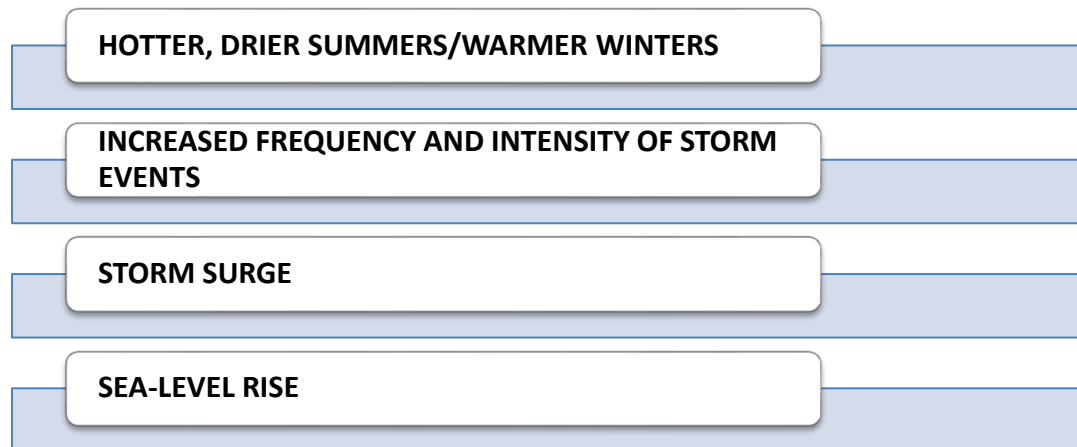 HOTTER, DRIER SUMMERS/WARMER WINTERS
INCREASED FREQUENCY AND INTENSITY OF STORM
EVENTS
STORM SURGE
SEA-LEVEL RISE